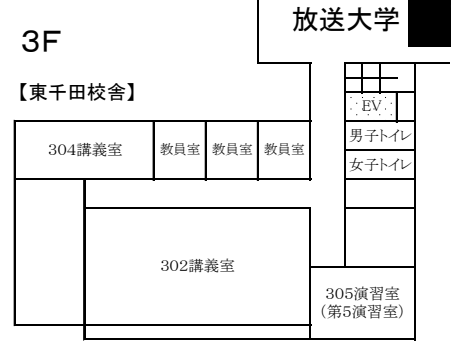 放送大学
3F
【東千田校舎】
EV
304講義室
教員室
教員室
教員室
男子トイレ
女子トイレ
302講義室
305演習室
(第5演習室)